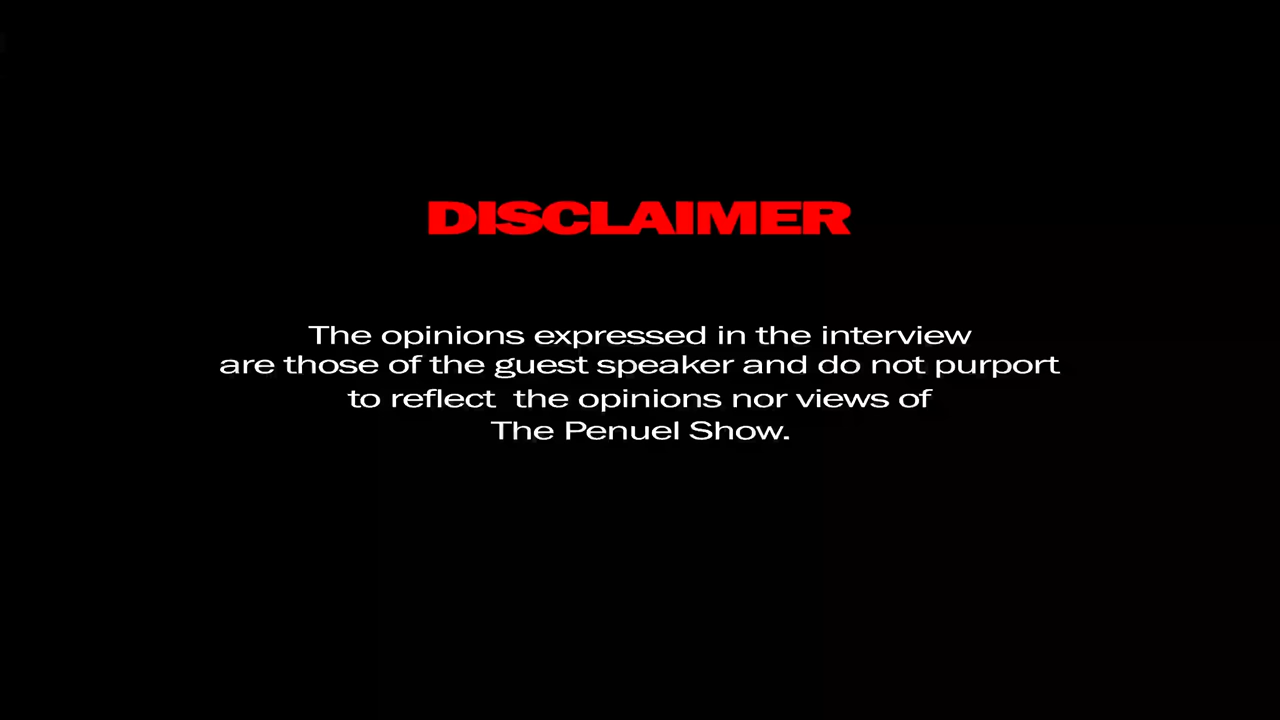 DISCLAIMER
The opinions expressed in the interview
are those of the guest speaker and do not purport
to reflect the opinions nor views of
The Penuel Show.